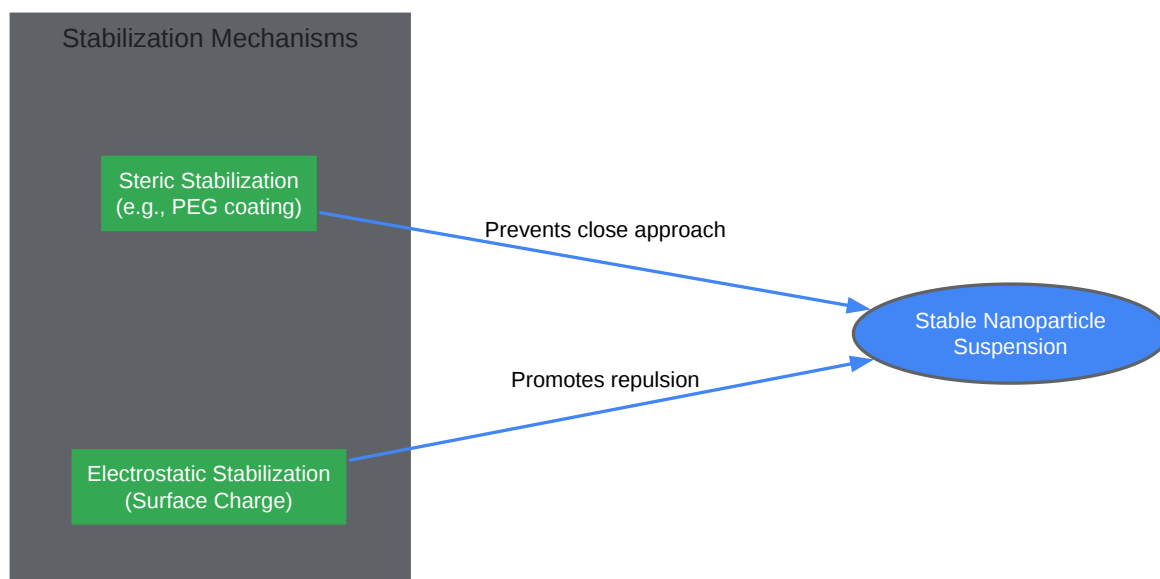 Stabilization Mechanisms
Steric Stabilization
(e.g., PEG coating)
Prevents close approach
Stable Nanoparticle
Suspension
Promotes repulsion
Electrostatic Stabilization
(Surface Charge)